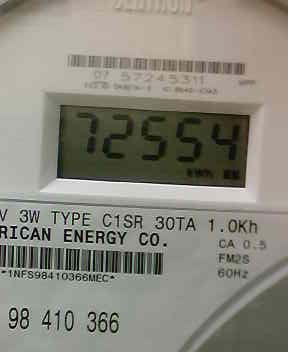 07 57245311
72554
KWH
V 3W TYPE C1SR 30TA 1.0Kh
RICAN ENERGY CO. CA 0.5
FM2S
*1NFS98410366MEC* 60Hz
98 410 366